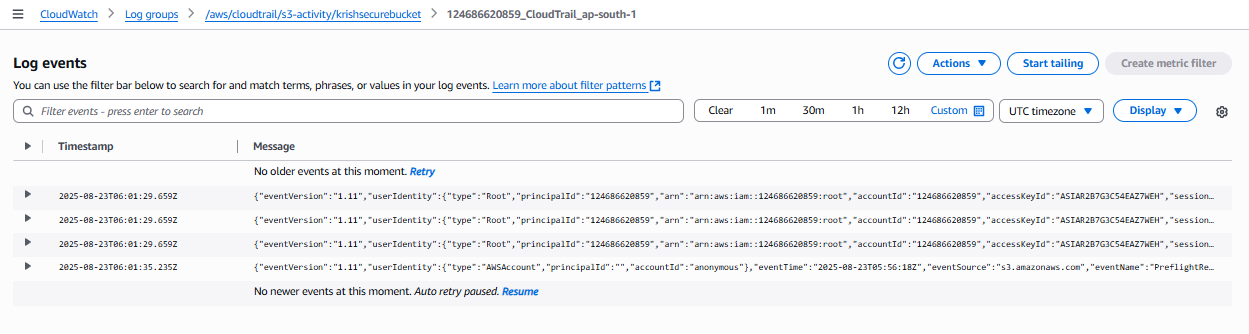 CloudWatch > Log groups > /aws/cloudtrail/s3-activity/krishsecurebucket > 124686620859_CloudTrail_ap-south-1
Log events
Actions
Start tailing
Create metric filter
You can use the filter bar below to search for and match terms, phrases, or values in your log events. Learn more about filter patterns
Filter events - press enter to search
Clear 1m 30m 1h 12h Custom
UTC timezone
Display
Timestamp Message
No older events at this moment. Retry
2025-08-23T06:01:29.659Z {"eventVersion":"1.11","userIdentity":{"type":"Root","principalId":"124686620859","arn":"arn:aws:iam::124686620859:root","accountId":"124686620859","accessKeyId":"ASIAR2B7G3C54EAZ7WEH","session…
2025-08-23T06:01:29.659Z {"eventVersion":"1.11","userIdentity":{"type":"Root","principalId":"124686620859","arn":"arn:aws:iam::124686620859:root","accountId":"124686620859","accessKeyId":"ASIAR2B7G3C54EAZ7WEH","session…
2025-08-23T06:01:29.659Z {"eventVersion":"1.11","userIdentity":{"type":"Root","principalId":"124686620859","arn":"arn:aws:iam::124686620859:root","accountId":"124686620859","accessKeyId":"ASIAR2B7G3C54EAZ7WEH","session…
2025-08-23T06:01:35.235Z {"eventVersion":"1.11","userIdentity":{"type":"AWSAccount","principalId":"","accountId":"anonymous"},"eventTime":"2025-08-23T05:56:18Z","eventSource":"s3.amazonaws.com","eventName":"PreflightRe…
No newer events at this moment. Auto retry paused. Resume